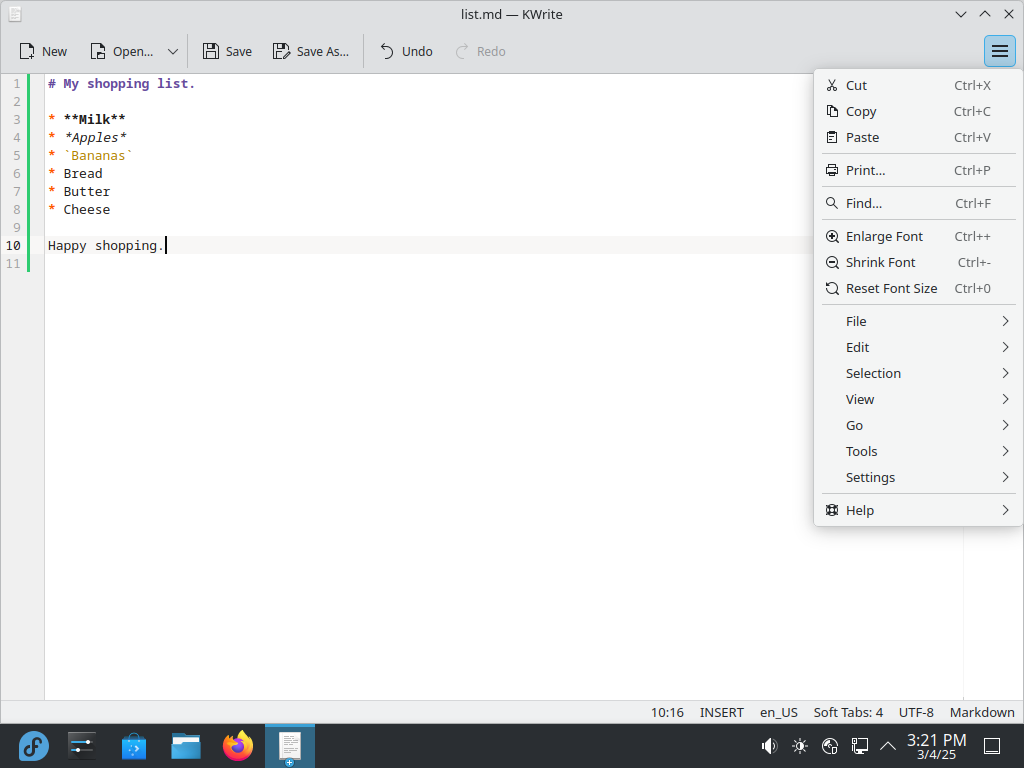 list.md — KWrite
New Open... Save Save As... Undo Redo
1 # My shopping list.
2
3 * **Milk**
4 * *Apples*
5 * `Bananas`
6 * Bread
7 * Butter
8 * Cheese
9
10 Happy shopping.
11
Cut Ctrl+X
Copy Ctrl+C
Paste Ctrl+V
Print... Ctrl+P
Find... Ctrl+F
Enlarge Font Ctrl++
Shrink Font Ctrl+-
Reset Font Size Ctrl+0
File
Edit
Selection
View
Go
Tools
Settings
Help
10:16 INSERT en_US Soft Tabs: 4 UTF-8 Markdown
3:21 PM
3/4/25